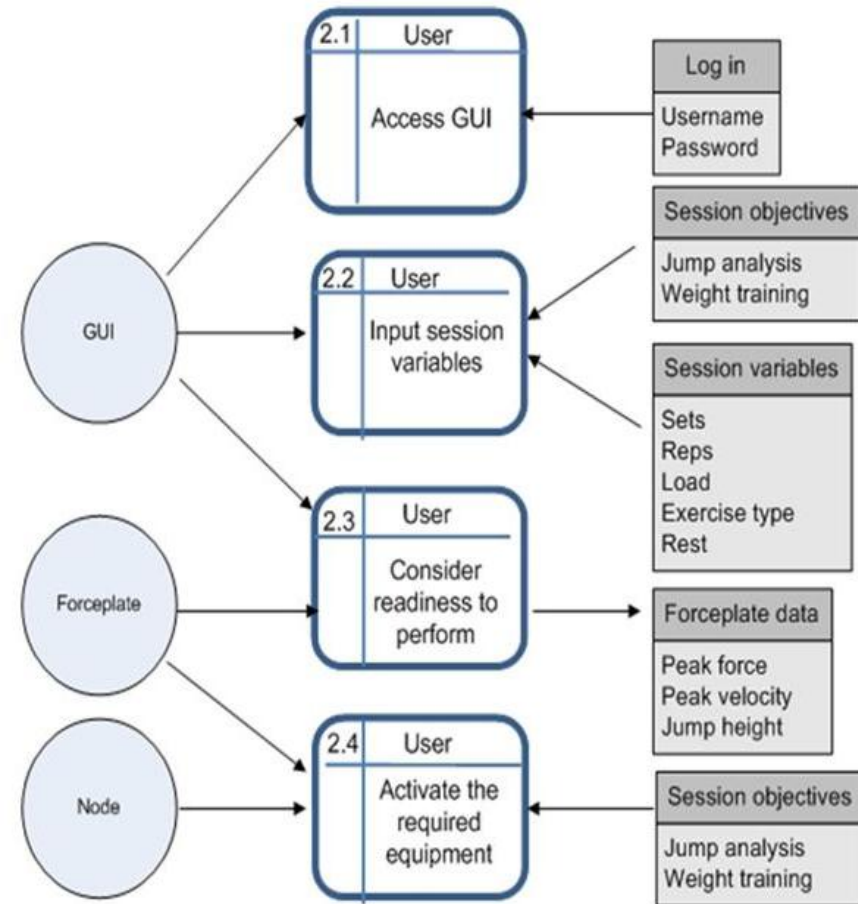 2.1 User
Access GUI
Log in
Username
Password
Session objectives
Jump analysis
Weight training
GUI
2.2 User
Input session
variables
Session variables
Sets
Reps
Load
Exercise type
Rest
Forceplate
2.3 User
Consider
readiness to
perform
Forceplate data
Peak force
Peak velocity
Jump height
Node
2.4 User
Activate the
required
equipment
Session objectives
Jump analysis
Weight training